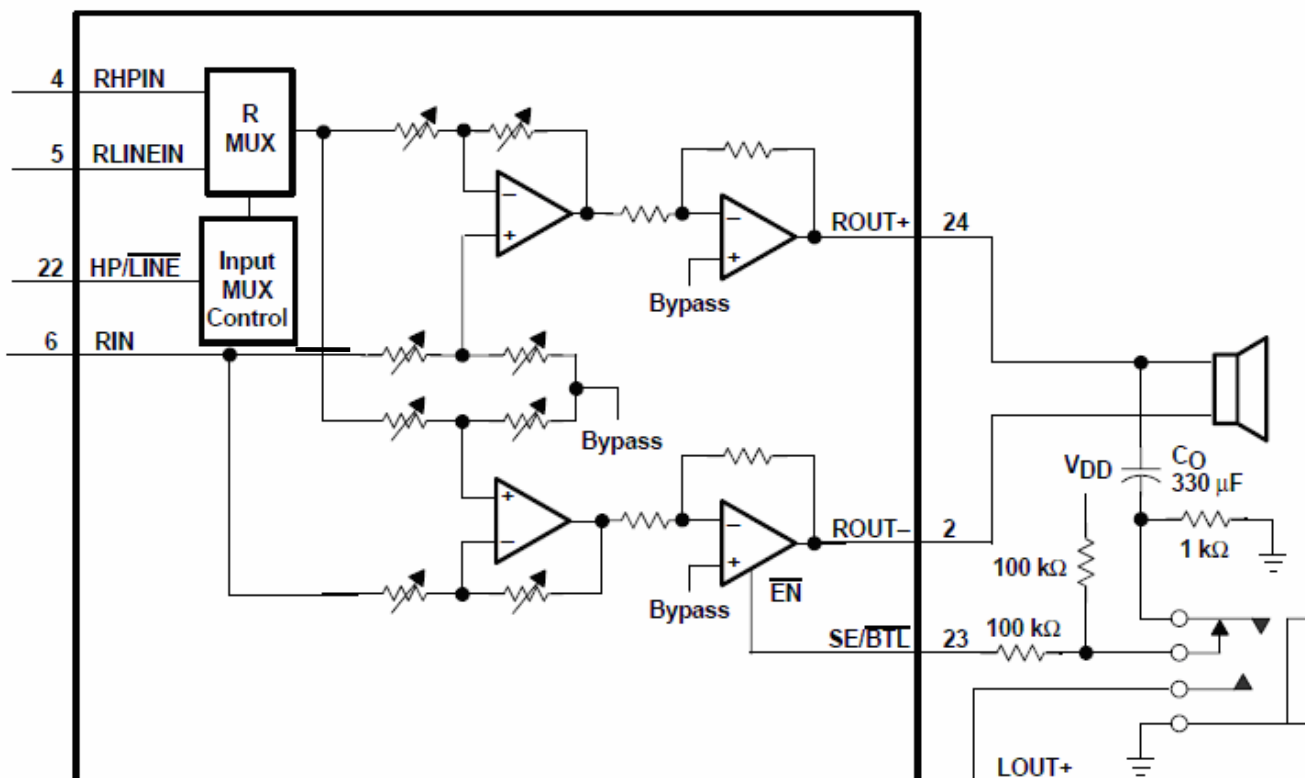 4 RHPIN
R
MUX
5 RLINEIN
22 HP/LINE
Input
MUX
Control
6 RIN
ROUT+ 24
Bypass
Bypass
VDD
CO
330 μF
ROUT– 2
1 kΩ
100 kΩ
EN
Bypass
SE/BTL 23
100 kΩ
LOUT+
– + – + + – – +